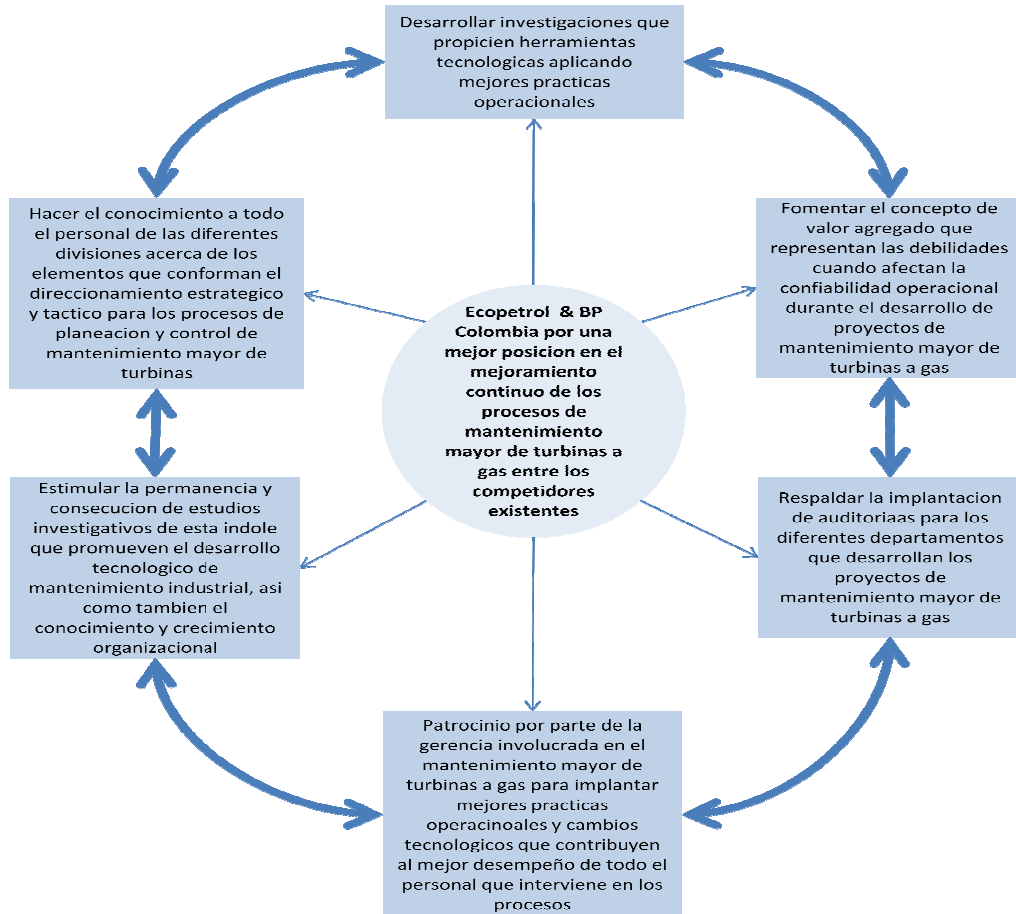 Desarrollar investigaciones que
propicien herramientas
tecnologicas aplicando
mejores practicas
operacionales
Hacer el conocimiento a todo
el personal de las diferentes
divisiones acerca de los
elementos que conforman el
direccionamiento estrategico
y tactico para los procesos de
planeacion y control de
mantenimiento mayor de
turbinas
Fomentar el concepto de
valor agregado que
representan las debilidades
cuando afectan la
confiabilidad operacional
durante el desarrollo de
proyectos de
mantenimiento mayor de
turbinas a gas
Ecopetrol & BP
Colombia por una
mejor posicion en el
mejoramiento
continuo de los
procesos de
mantenimiento
mayor de turbinas a
gas entre los
competidores
existentes
Estimular la permanencia y
consecucion de estudios
investigativos de esta indole
que promueven el desarrollo
tecnologico de
mantenimiento industrial, asi
como tambien el
conocimiento y crecimiento
organizacional
Respaldar la implantacion
de auditoriaas para los
diferentes departamentos
que desarrollan los
proyectos de
mantenimiento mayor de
turbinas a gas
Patrocinio por parte de la
gerencia involucrada en el
mantenimiento mayor de
turbinas a gas para implantar
mejores practicas
operacinoales y cambios
tecnologicos que contribuyen
al mejor desempeño de todo el
personal que interviene en los
procesos